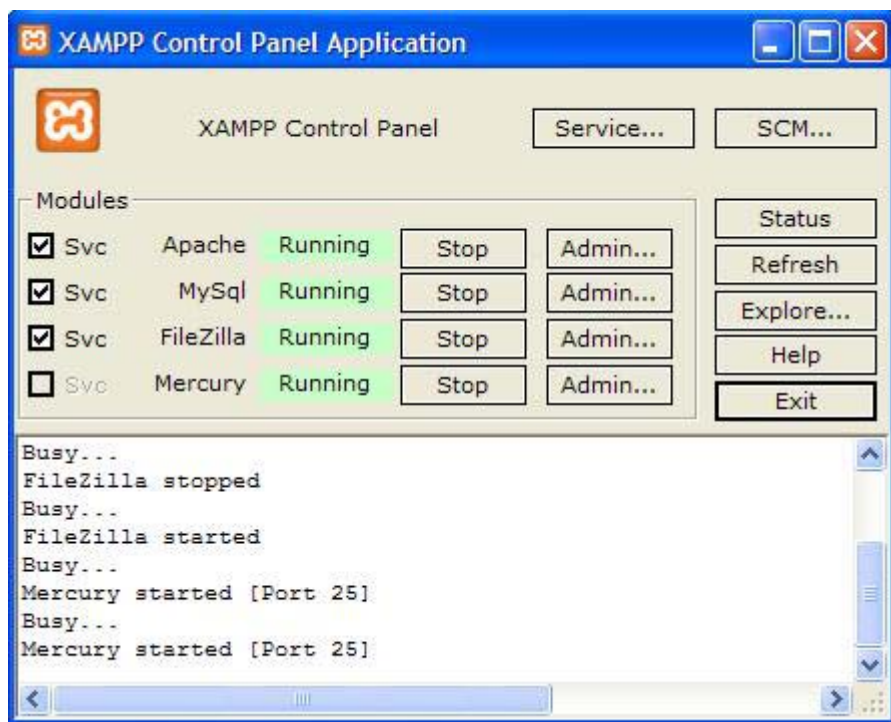 XAMPP Control Panel Application
XAMPP Control Panel Service... SCM...
Modules
Svc Apache Running Stop Admin...
Svc MySql Running Stop Admin...
Svc FileZilla Running Stop Admin...
Svc Mercury Running Stop Admin...
Status
Refresh
Explore...
Help
Exit
Busy...
FileZilla stopped
Busy...
FileZilla started
Busy...
Mercury started [Port 25]
Busy...
Mercury started [Port 25]